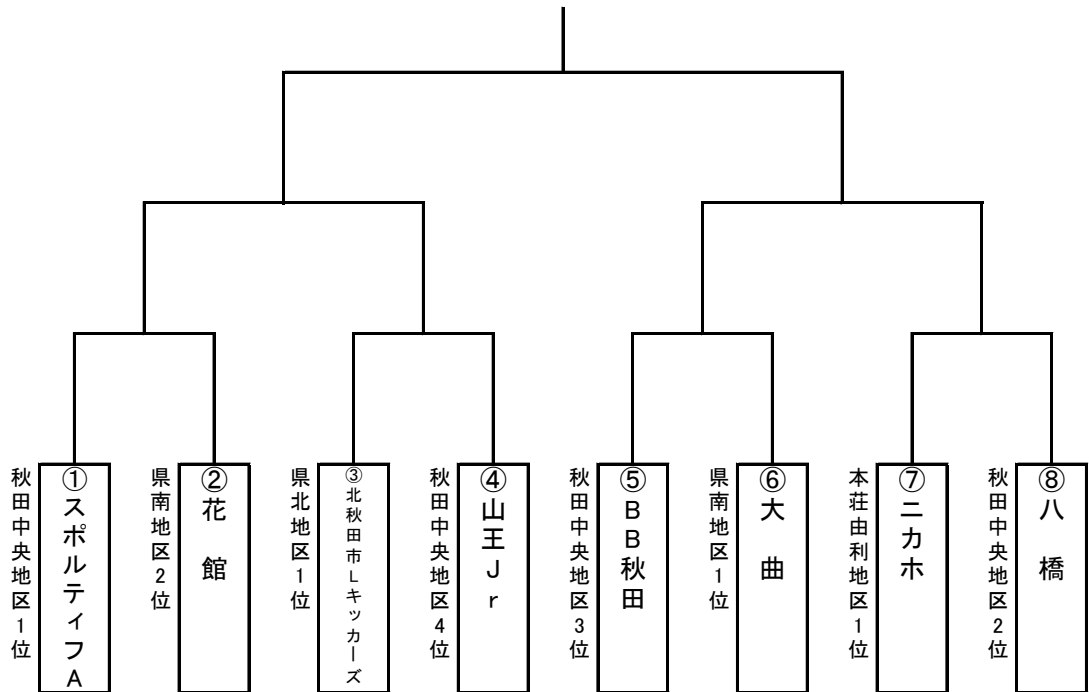 秋田中央地区1位
①スポルティフA
県南地区2位
②花館
県北地区1位
③北秋田市Lキッカーズ
秋田中央地区4位
④山王Jr
秋田中央地区3位
⑤BB秋田
県南地区1位
⑥大曲
本荘由利地区1位
⑦ニカホ
秋田中央地区2位
⑧八橋